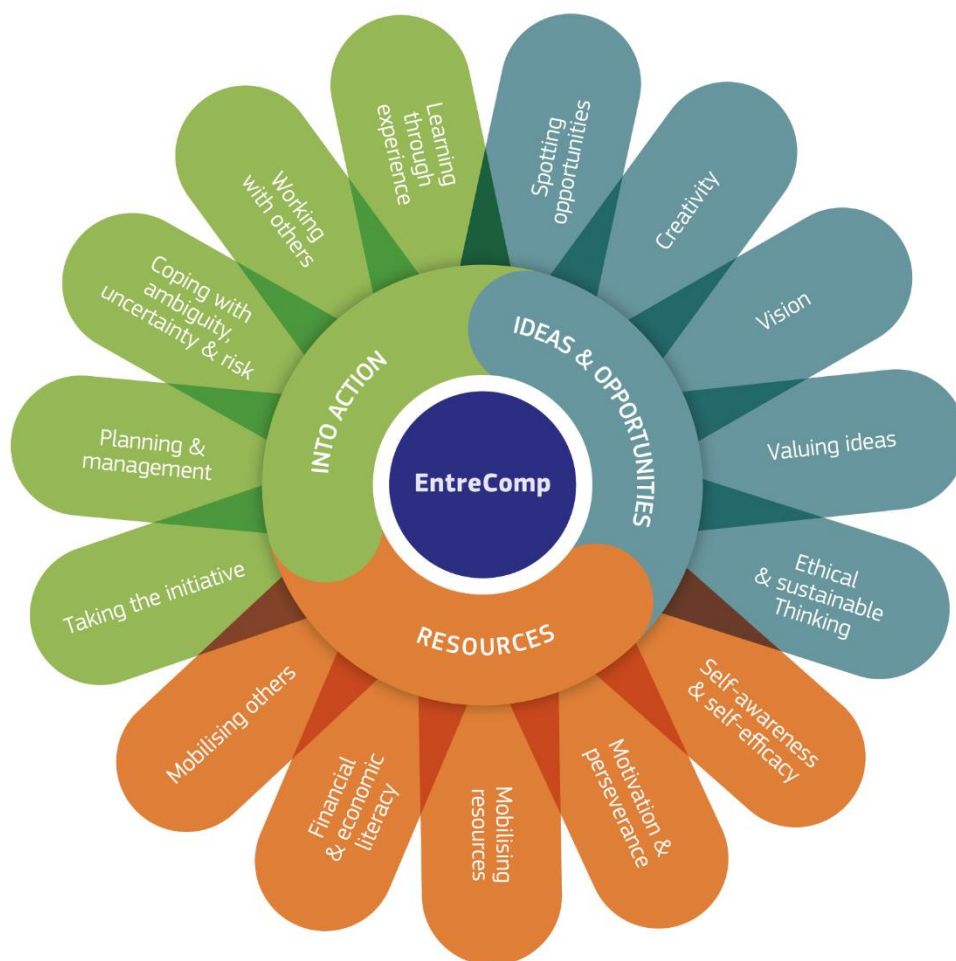 EntreComp
IDEAS & OPPORTUNITIES
Spotting
opportunities
Creativity
Vision
Valuing ideas
Ethical
& sustainable
Thinking
RESOURCES
Self-awareness
& self-efficacy
Motivation &
perseverance
Mobilising
resources
Financial
& economic
literacy
Mobilising others
INTO ACTION
Taking the initiative
Planning &
management
Coping with
ambiguity,
uncertainty & risk
Working
with others
Learning
through
experience